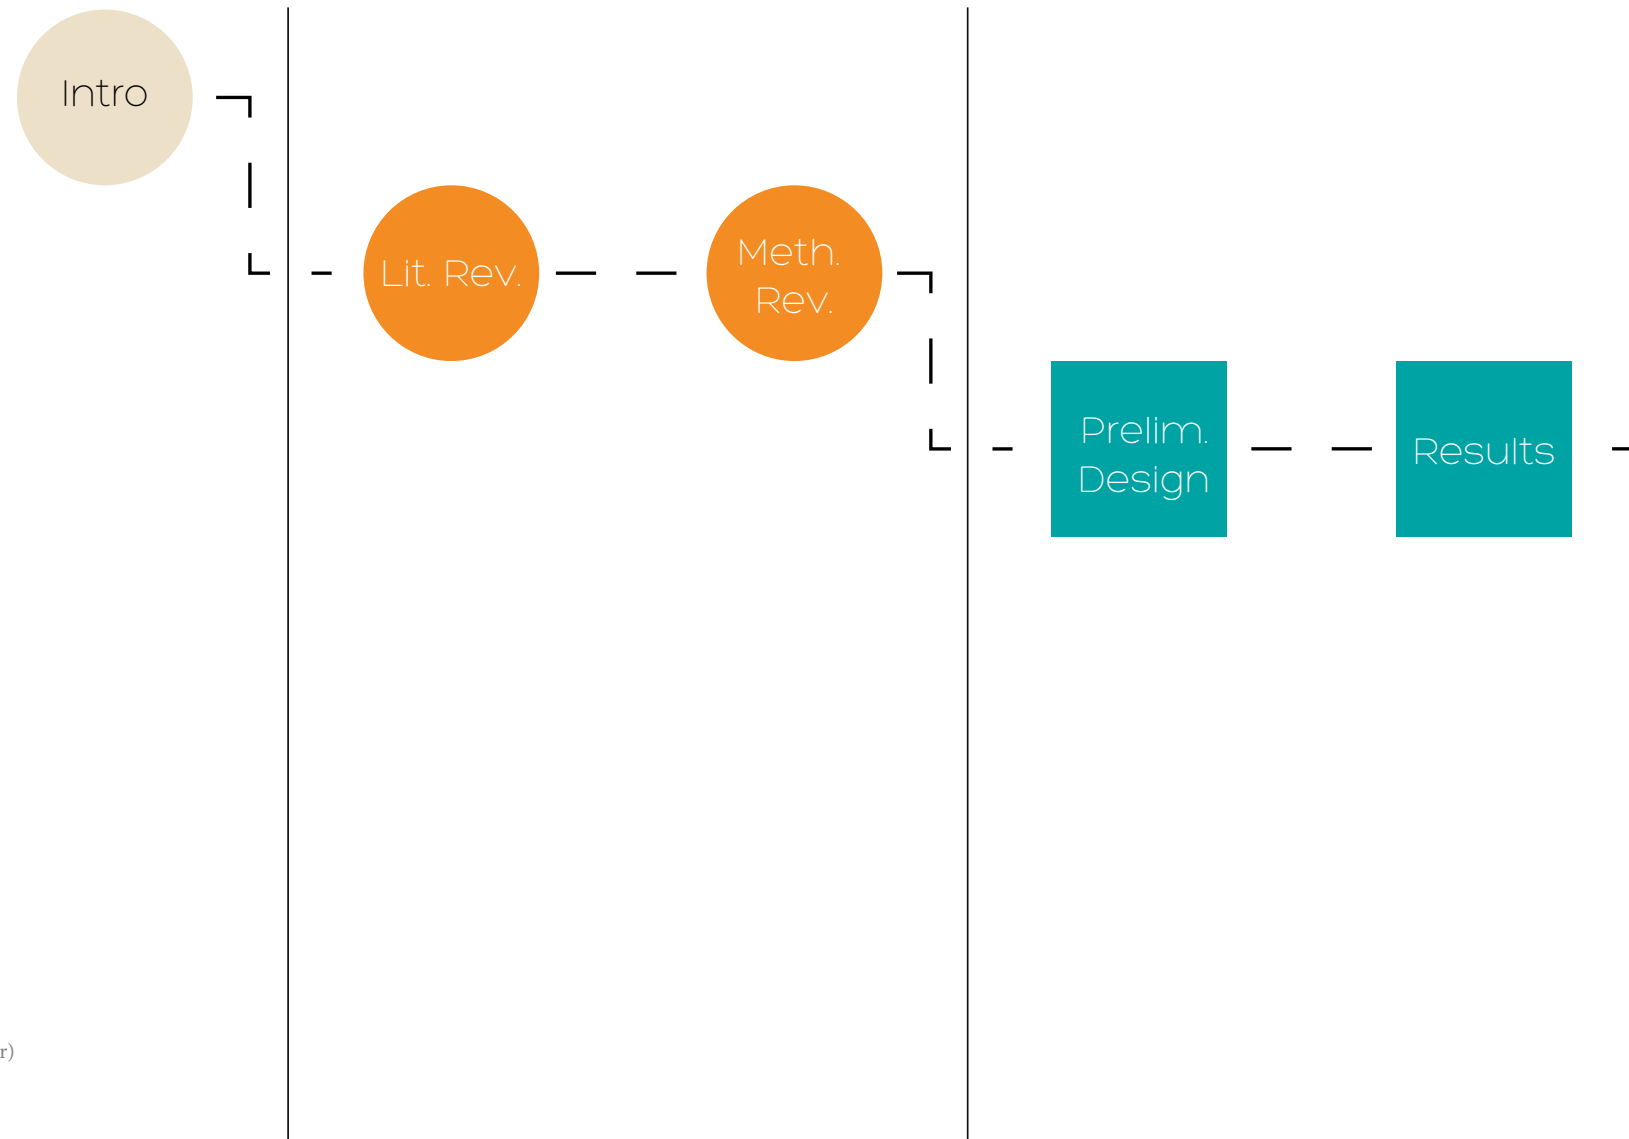 Intro
Lit. Rev.
Meth.
Rev.
Prelim.
Design
Results
r)